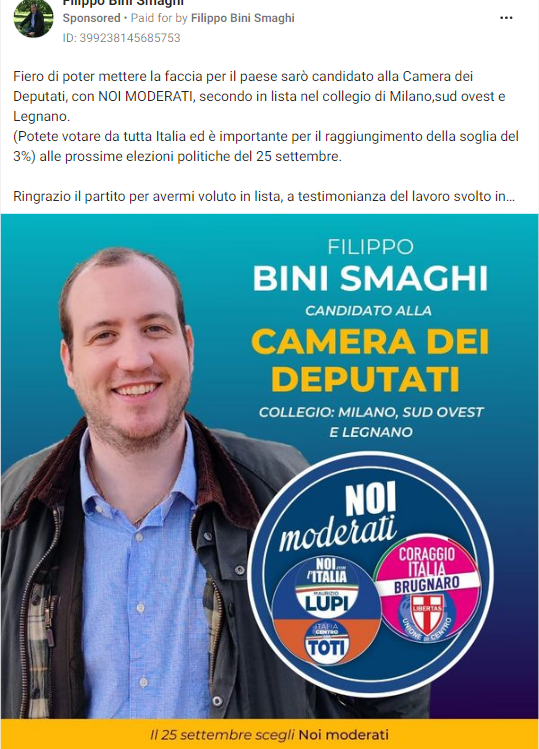 Filippo Bini Smaghi
Sponsored • Paid for by Filippo Bini Smaghi
ID: 399238145685753
Fiero di poter mettere la faccia per il paese sarò candidato alla Camera dei
Deputati, con NOI MODERATI, secondo in lista nel collegio di Milano,sud ovest e
Legnano.
(Potete votare da tutta Italia ed è importante per il raggiungimento della soglia del
3%) alle prossime elezioni politiche del 25 settembre.
Ringrazio il partito per avermi voluto in lista, a testimonianza del lavoro svolto in...
FILIPPO
BINI SMAGHI
CANDIDATO ALLA
CAMERA DEI
DEPUTATI
COLLEGIO: MILANO, SUD OVEST
E LEGNANO
NOI
moderati
NOI con
l'ITALIA
MAURIZIO
LUPI
ITALIA
CENTRO
TOTI
CORAGGIO
ITALIA
BRUGNARO
LIBERTAS
UNIONE di CENTRO
Il 25 settembre scegli Noi moderati